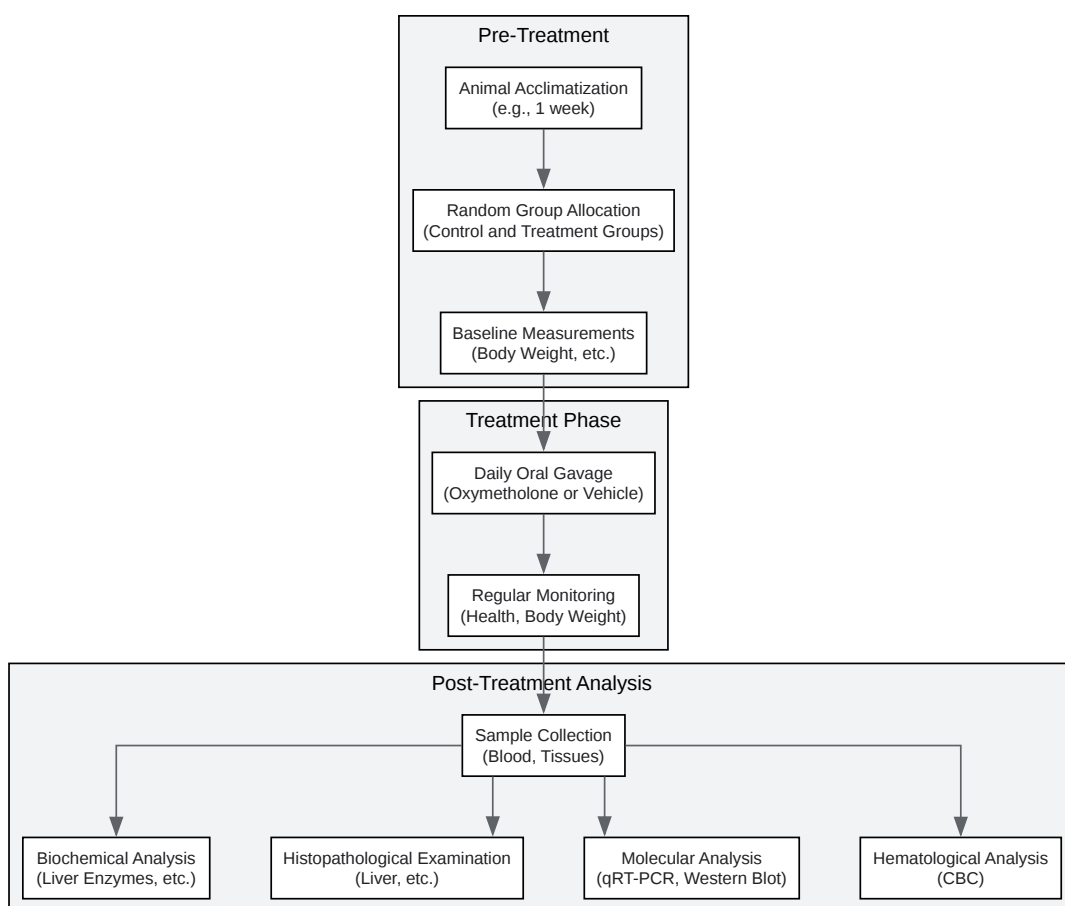 Pre-Treatment
Animal Acclimatization
(e.g., 1 week)
Random Group Allocation
(Control and Treatment Groups)
Baseline Measurements
(Body Weight, etc.)
Treatment Phase
Daily Oral Gavage
(Oxymetholone or Vehicle)
Regular Monitoring
(Health, Body Weight)
Post-Treatment Analysis
Sample Collection
(Blood, Tissues)
Biochemical Analysis
(Liver Enzymes, etc.)
Histopathological Examination
(Liver, etc.)
Molecular Analysis
(qRT-PCR, Western Blot)
Hematological Analysis
(CBC)